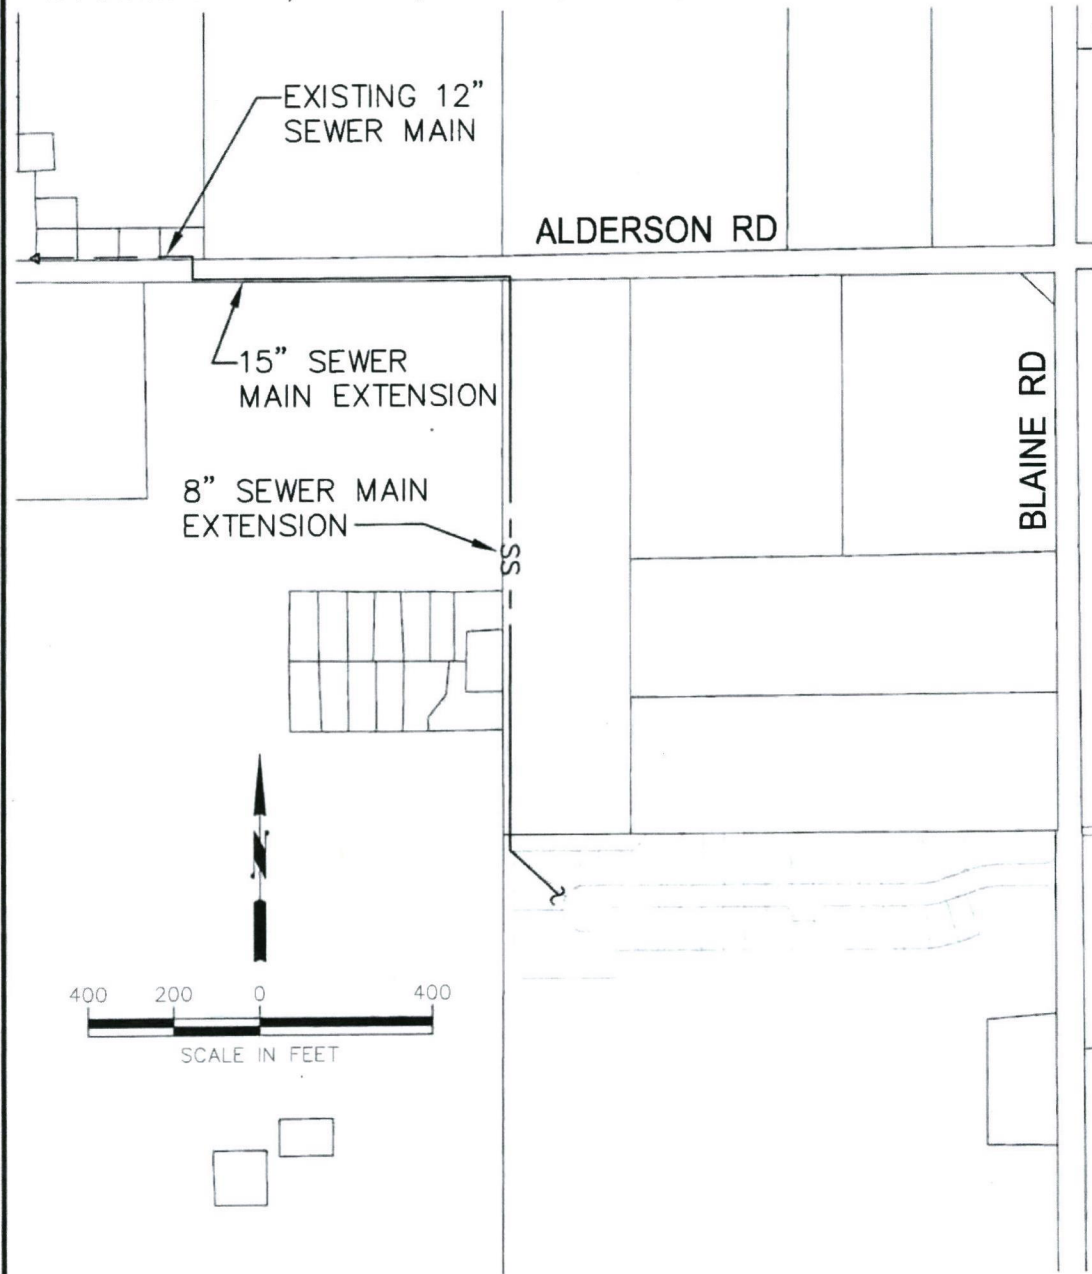 EXISTING 12"
SEWER MAIN
ALDERSON RD
15" SEWER
MAIN EXTENSION
BLAINE RD
8" SEWER MAIN
EXTENSION
SS
N
400 200 0 400
SCALE IN FEET